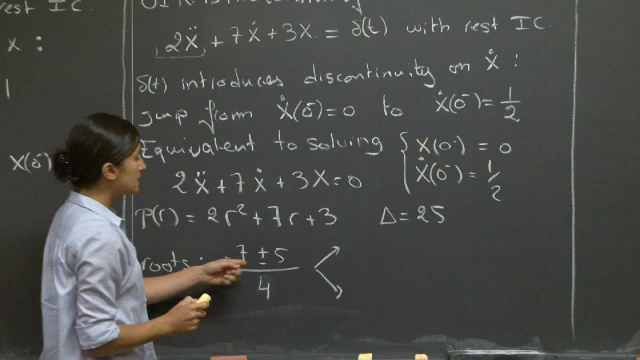 rest IC.
x :
1
X(0⁻)
2ẍ + 7ẋ + 3x = δ(t) with rest IC.
δ(t) introduces discontinuity on ẋ :
jump from ẋ(0⁻)=0 to ẋ(0⁻)=1/2
Equivalent to solving { x(0⁻) = 0
2ẍ + 7ẋ + 3x = 0 ẋ(0⁻) = 1/2
P(r) = 2r² + 7r + 3 Δ = 25
roots : 7 ± 5 / 4